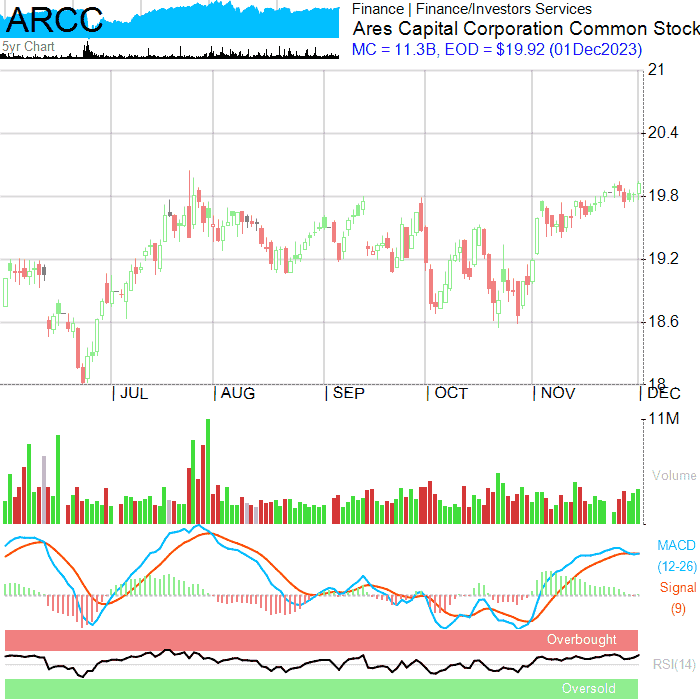 ARCC
5yr Chart
Finance | Finance/Investors Services
Ares Capital Corporation Common Stock
MC = 11.3B, EOD = $19.92 (01Dec2023)
21
20.4
19.8
19.2
18.6
18
JUL
AUG
SEP
OCT
NOV
DEC
11M
Volume
MACD
(12-26)
Signal
(9)
Overbought
RSI(14)
Oversold